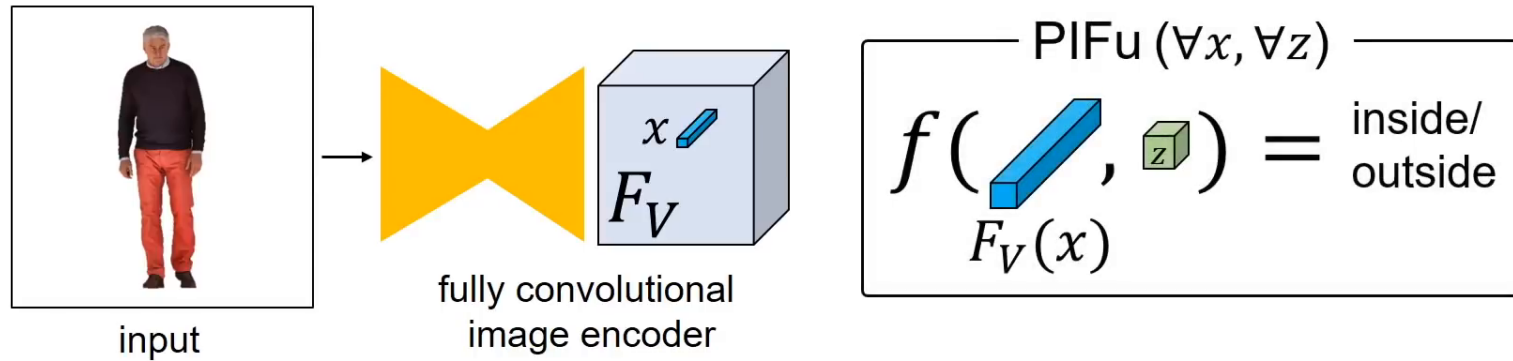 input
x
F_V
fully convolutional
image encoder
PIFu (∀x, ∀z)
f( , z ) = inside/
outside
F_V(x)